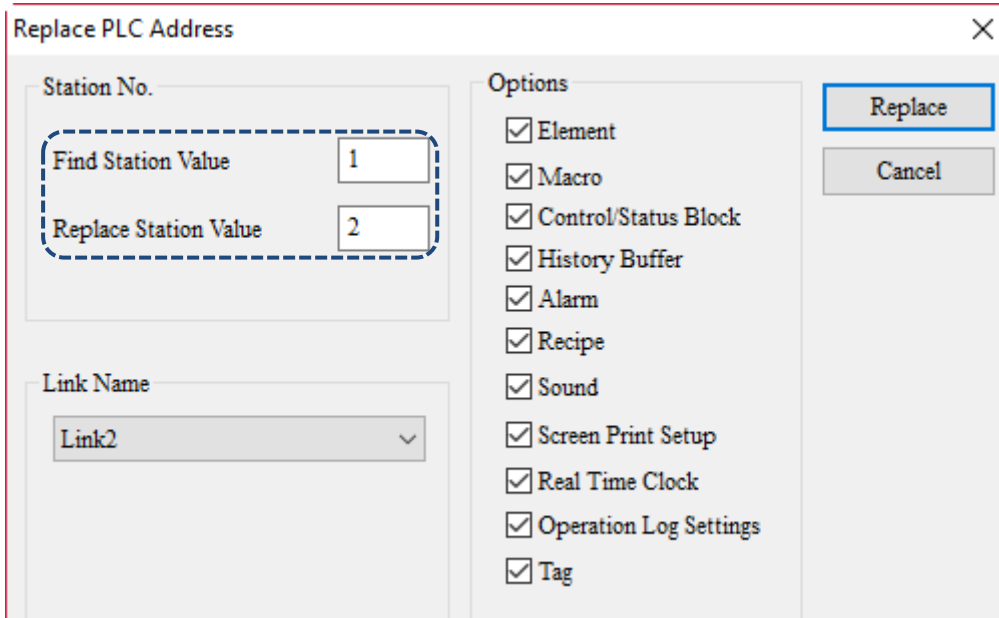 Replace PLC Address
Station No.
Find Station Value 1
Replace Station Value 2
Link Name
Link2
Options
Element
Macro
Control/Status Block
History Buffer
Alarm
Recipe
Sound
Screen Print Setup
Real Time Clock
Operation Log Settings
Tag
Replace
Cancel